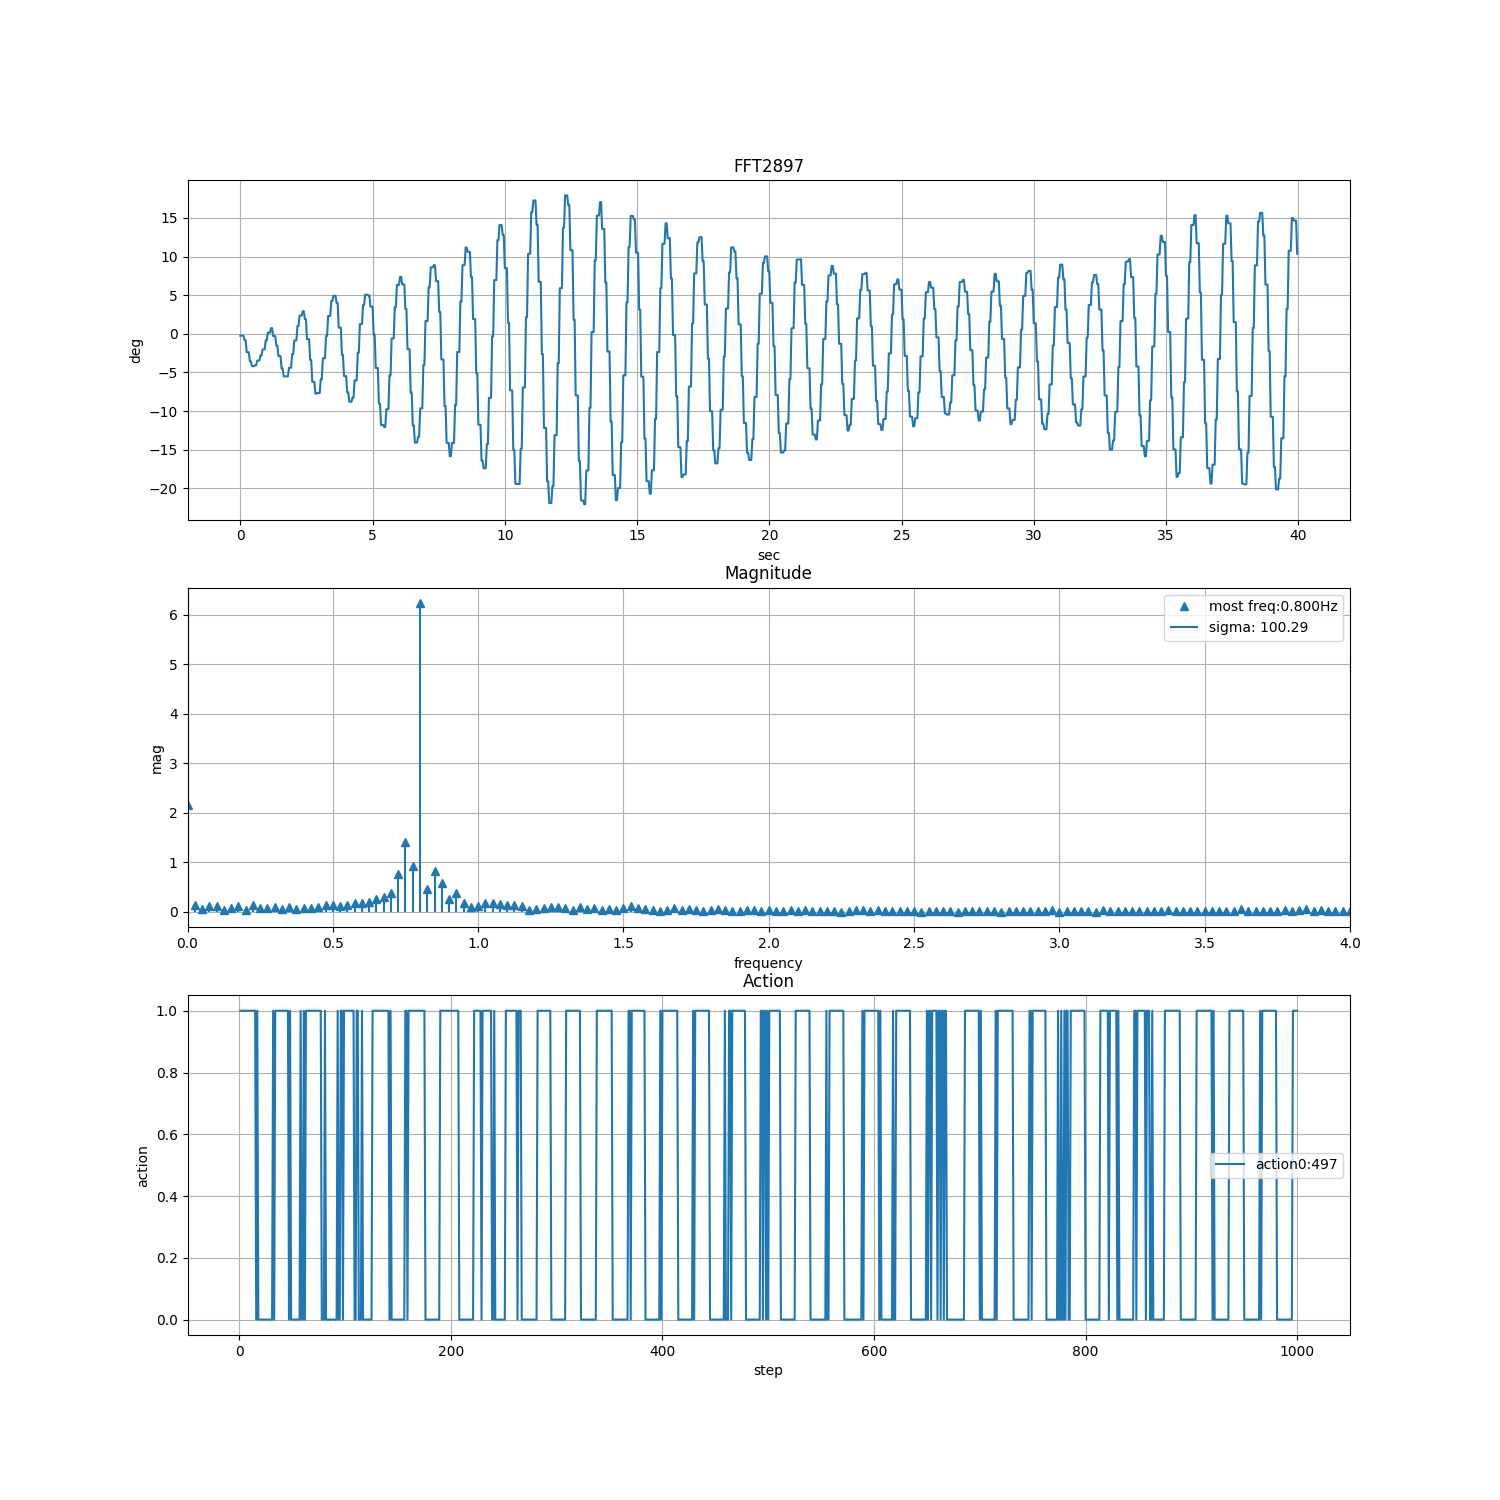 FFT2897
15
10
5
0
−5
−10
−15
−20
deg
0 5 10 15 20 25 30 35 40
sec
Magnitude
most freq:0.800Hz
sigma: 100.29
6
5
4
3
2
1
0
mag
0.0 0.5 1.0 1.5 2.0 2.5 3.0 3.5 4.0
frequency
Action
1.0
0.8
0.6
0.4
0.2
0.0
action
action0:497
0 200 400 600 800 1000
step